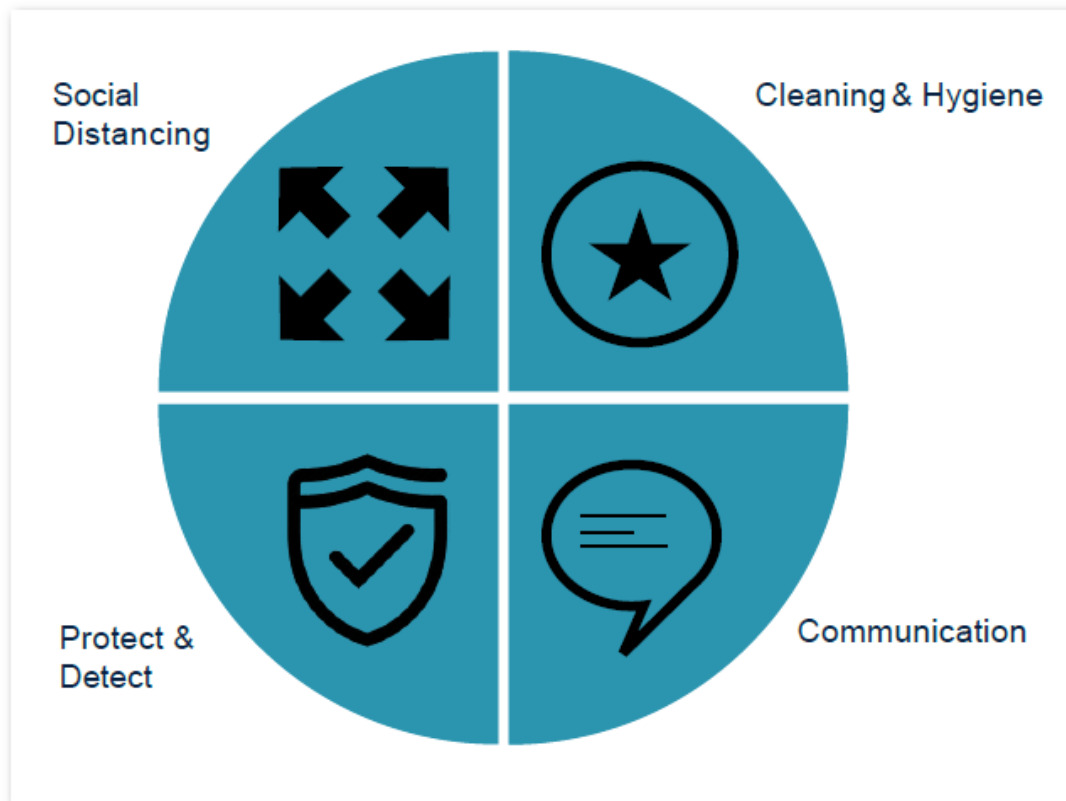 Social
Distancing
Cleaning & Hygiene
Protect &
Detect
Communication